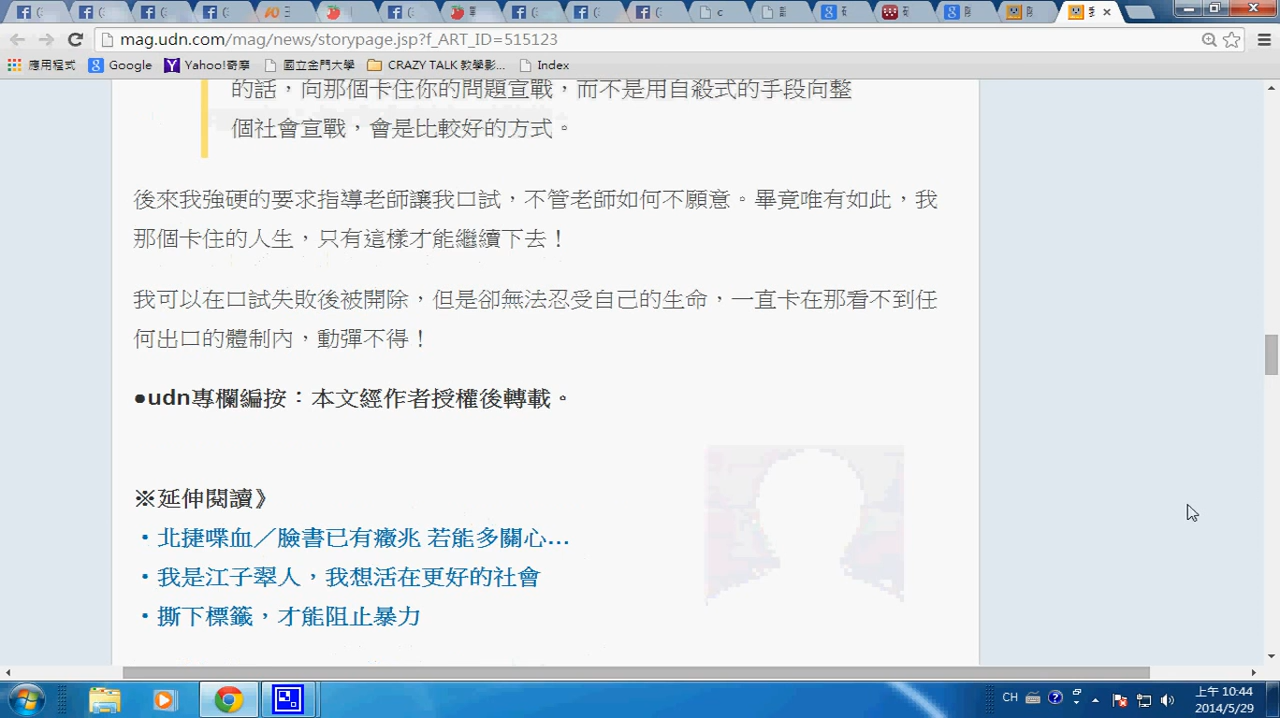 mag.udn.com/mag/news/storypage.jsp?f_ART_ID=515123
應用程式 Google Yahoo!奇摩 國立金門大學 CRAZY TALK 教學影... Index
的話，向那個卡住你的問題宣戰，而不是用自殺式的手段向整
個社會宣戰，會是比較好的方式。
後來我強硬的要求指導老師讓我口試，不管老師如何不願意。畢竟唯有如此，我
那個卡住的人生，只有這樣才能繼續下去！
我可以在口試失敗後被開除，但是卻無法忍受自己的生命，一直卡在那看不到任
何出口的體制內，動彈不得！
●udn專欄編按：本文經作者授權後轉載。
※延伸閱讀》
・北捷喋血／臉書已有癥兆 若能多關心...
・我是江子翠人，我想活在更好的社會
・撕下標籤，才能阻止暴力
CH
上午 10:44
2014/5/29